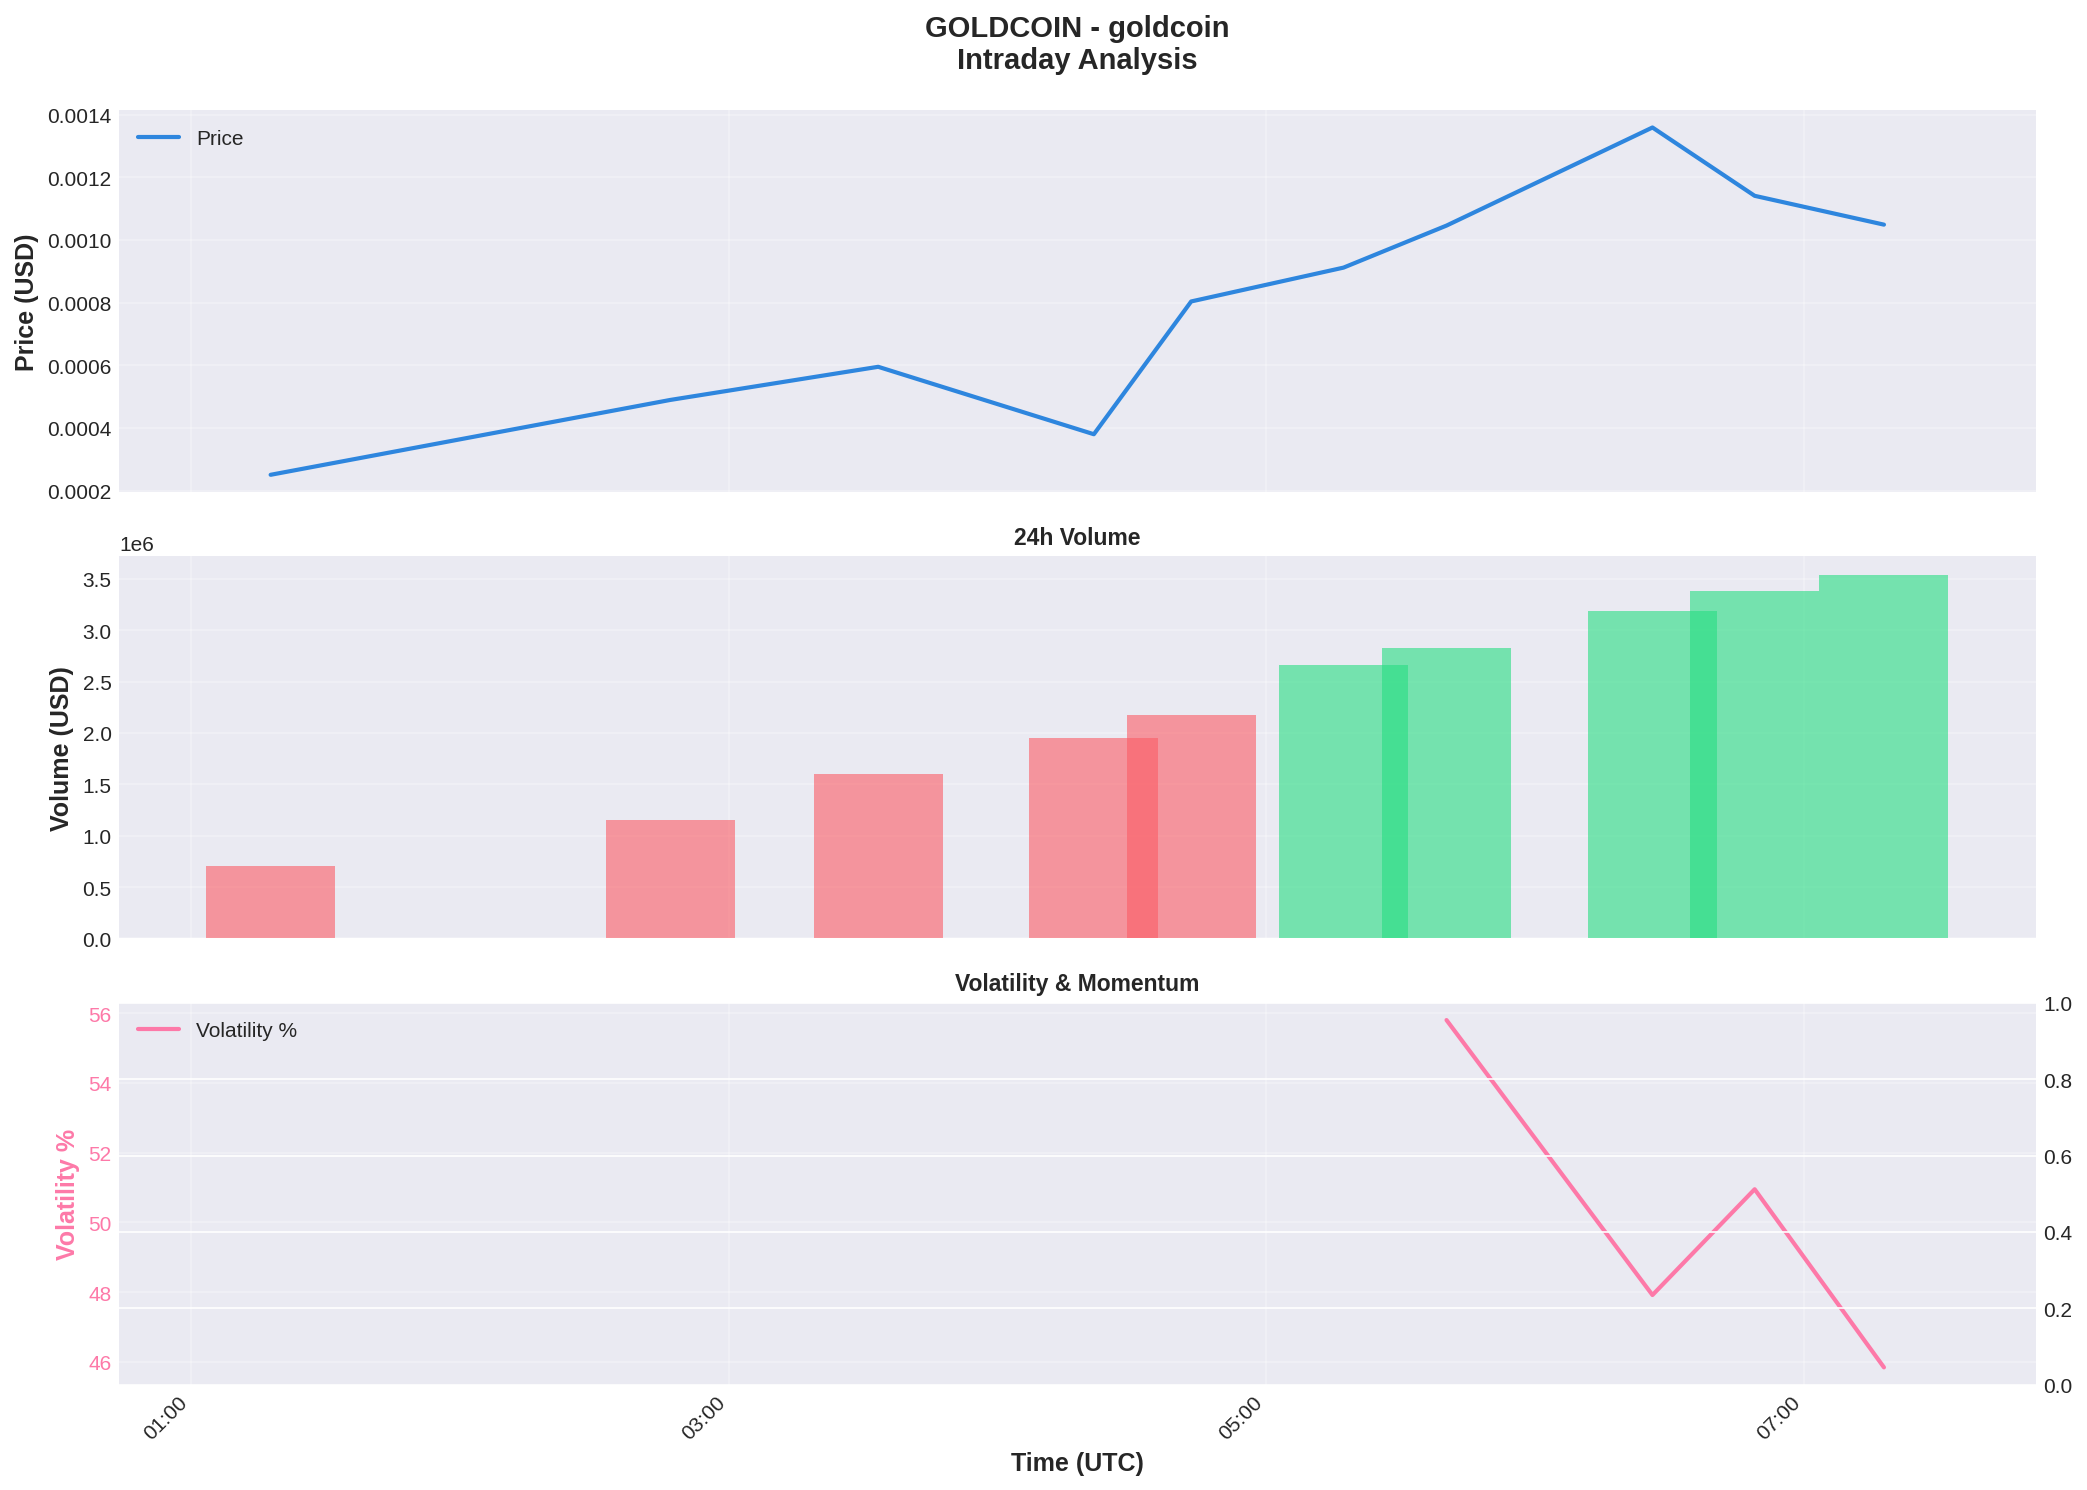 GOLDCOIN - goldcoin
Intraday Analysis
0.0014
0.0012
0.0010
0.0008
0.0006
0.0004
0.0002
Price (USD)
Price
24h Volume
1e6
3.5
3.0
2.5
2.0
1.5
1.0
0.5
0.0
Volume (USD)
Volatility & Momentum
56
54
52
50
48
46
Volatility %
Volatility %
1.0
0.8
0.6
0.4
0.2
0.0
01:00
03:00
05:00
07:00
Time (UTC)